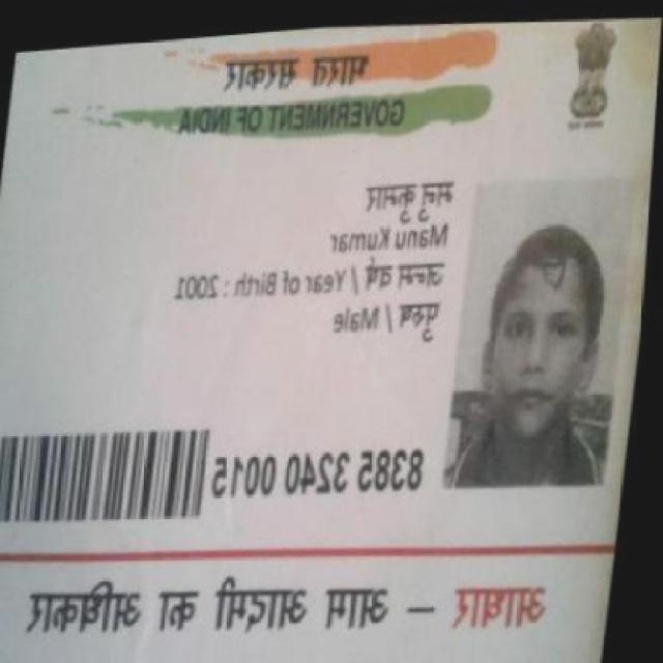 भारत सरकार
GOVERNMENT OF INDIA
मनु कुमार
Manu Kumar
जन्म वर्ष / Year of Birth : 2001
पुरुष / Male
8385 3240 0015
आधार – आम आदमी का अधिकार